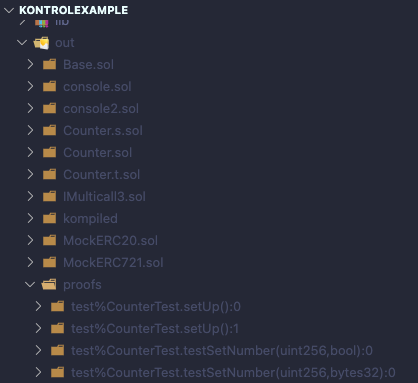 KONTROLEXAMPLE
lib
out
Base.sol
console.sol
console2.sol
Counter.s.sol
Counter.sol
Counter.t.sol
IMulticall3.sol
kompiled
MockERC20.sol
MockERC721.sol
proofs
test%CounterTest.setUp():0
test%CounterTest.setUp():1
test%CounterTest.testSetNumber(uint256,bool):0
test%CounterTest.testSetNumber(uint256,bytes32):0